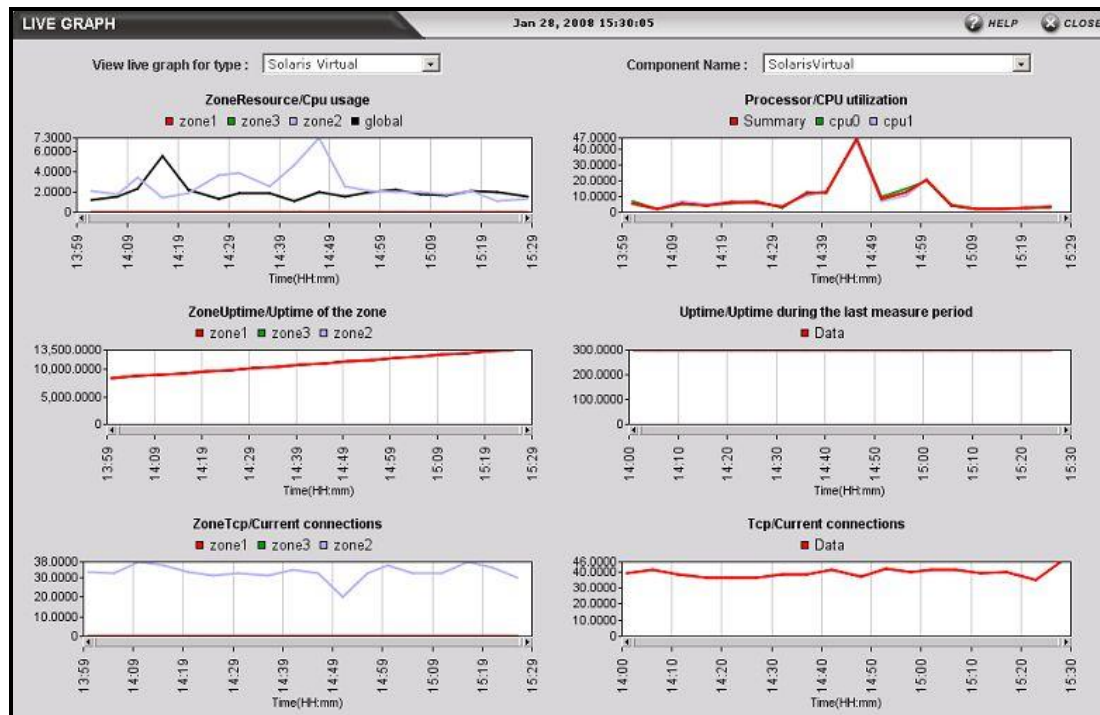 LIVE GRAPH
Jan 28, 2008 15:30:05
HELP
CLOSE
View live graph for type : Solaris Virtual
Component Name : SolarisVirtual
ZoneResource/Cpu usage
zone1 zone3 zone2 global
7.3000
6.0000
4.0000
2.0000
0
13:59 14:09 14:19 14:29 14:39 14:49 14:59 15:09 15:19 15:29
Time(HH:mm)
Processor/CPU utilization
Summary cpu0 cpu1
47.0000
40.0000
30.0000
20.0000
10.0000
0
13:59 14:09 14:19 14:29 14:39 14:49 14:59 15:09 15:19 15:29
Time(HH:mm)
ZoneUptime/Uptime of the zone
zone1 zone3 zone2
13,500.0000
10,000.0000
5,000.0000
0
13:59 14:09 14:19 14:29 14:39 14:49 14:59 15:09 15:19 15:29
Time(HH:mm)
Uptime/Uptime during the last measure period
Data
300.0000
200.0000
100.0000
0
14:00 14:10 14:20 14:30 14:40 14:50 15:00 15:10 15:20 15:30
Time(HH:mm)
ZoneTcp/Current connections
zone1 zone3 zone2
38.0000
30.0000
20.0000
10.0000
0
13:59 14:09 14:19 14:29 14:39 14:49 14:59 15:09 15:19 15:29
Time(HH:mm)
Tcp/Current connections
Data
46.0000
40.0000
30.0000
20.0000
10.0000
0
14:00 14:10 14:20 14:30 14:40 14:50 15:00 15:10 15:20 15:30
Time(HH:mm)